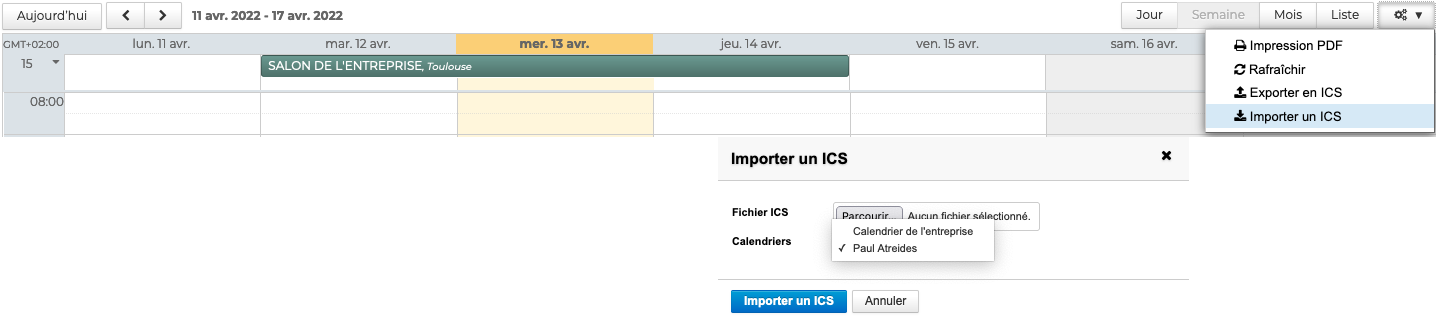 Aujourd'hui 11 avr. 2022 - 17 avr. 2022 Jour Semaine Mois Liste
GMT+02:00 lun. 11 avr. mar. 12 avr. mer. 13 avr. jeu. 14 avr. ven. 15 avr. sam. 16 avr.
15 SALON DE L'ENTREPRISE, Toulouse
08:00
Impression PDF
Rafraîchir
Exporter en ICS
Importer un ICS
Importer un ICS
Fichier ICS Parcourir... Aucun fichier sélectionné.
Calendriers
Calendrier de l'entreprise
✓ Paul Atreides
Importer un ICS Annuler